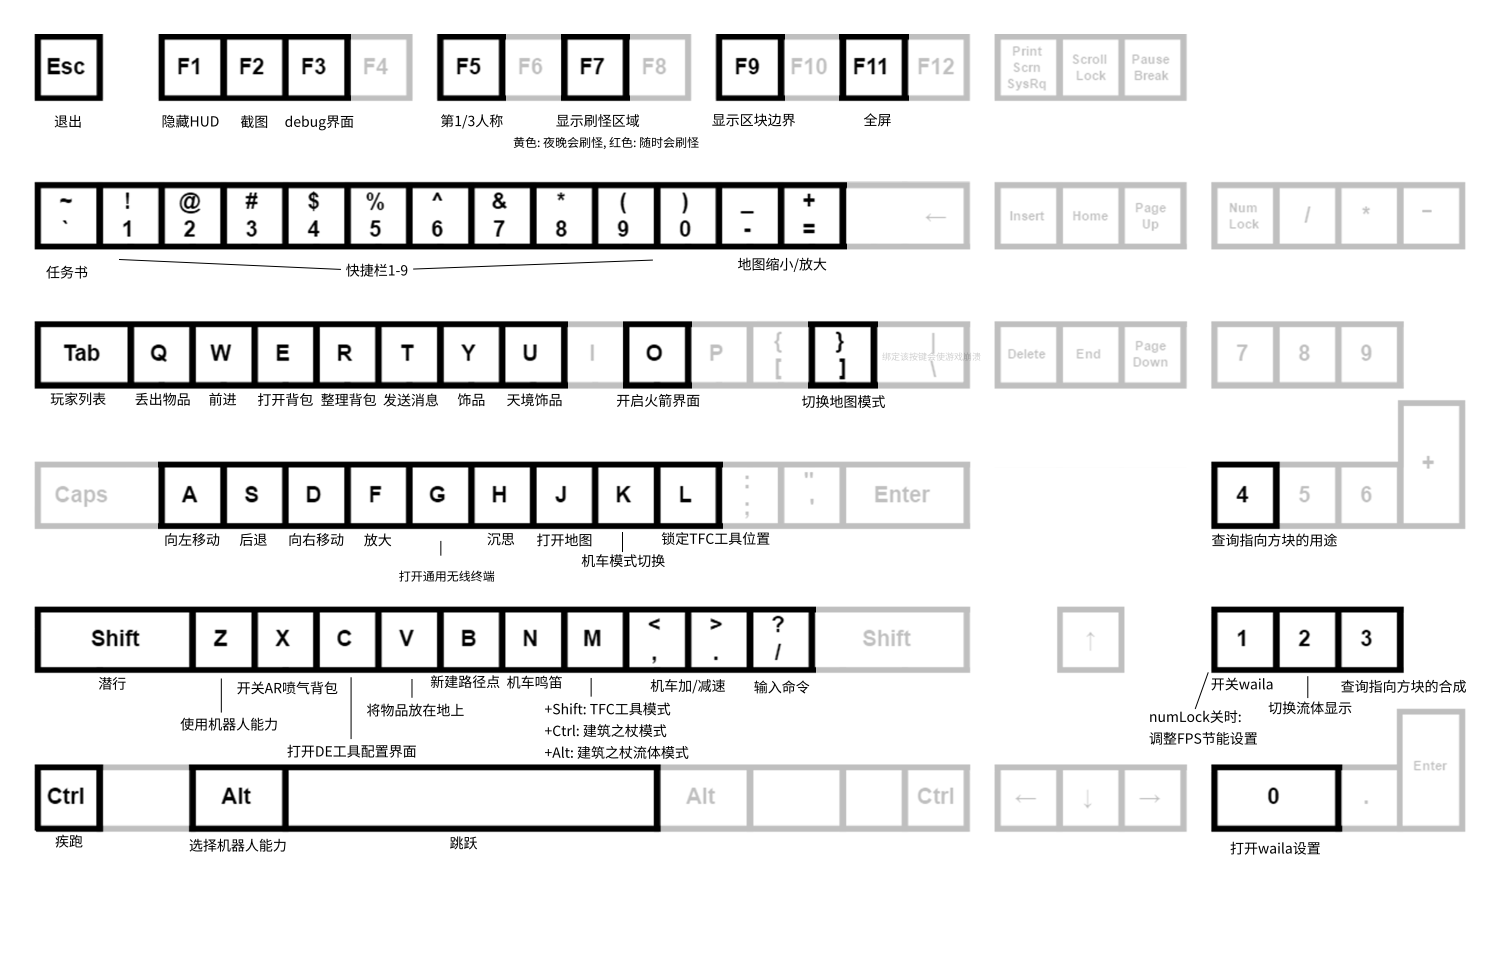 Esc F1 F2 F3 F4 F5 F6 F7 F8 F9 F10 F11 F12 Print Scrn SysRq Scroll Lock Pause Break
退出 隐藏HUD 截图 debug界面 第1/3人称 显示刷怪区域 显示区块边界 全屏
黄色: 夜晚会刷怪, 红色: 随时会刷怪
~ ! @ # $ % ^ & * ( ) _ +
` 1 2 3 4 5 6 7 8 9 0 - = ← Insert Home Page Up Num Lock / * −
任务书 快捷栏1-9 地图缩小/放大
Tab Q W E R T Y U I O P { [ } ] | \ Delete End Page Down 7 8 9
绑定该按键会使游戏崩溃
玩家列表 丢出物品 前进 打开背包 整理背包 发送消息 饰品 天境饰品 开启火箭界面 切换地图模式
+
Caps A S D F G H J K L : ; " ' Enter 4 5 6
向左移动 后退 向右移动 放大 沉思 打开地图 锁定TFC工具位置 查询指向方块的用途
机车模式切换
打开通用无线终端
Shift Z X C V B N M < , > . ? / Shift ↑ 1 2 3
潜行 开关AR喷气背包 新建路径点 机车鸣笛 机车加/减速 输入命令 开关waila 查询指向方块的合成
使用机器人能力 将物品放在地上 +Shift: TFC工具模式 numLock关时: 切换流体显示
+Ctrl: 建筑之杖模式 调整FPS节能设置
打开DE工具配置界面 +Alt: 建筑之杖流体模式
Ctrl Alt Alt Ctrl ← ↓ → 0 . Enter
疾跑 选择机器人能力 跳跃 打开waila设置